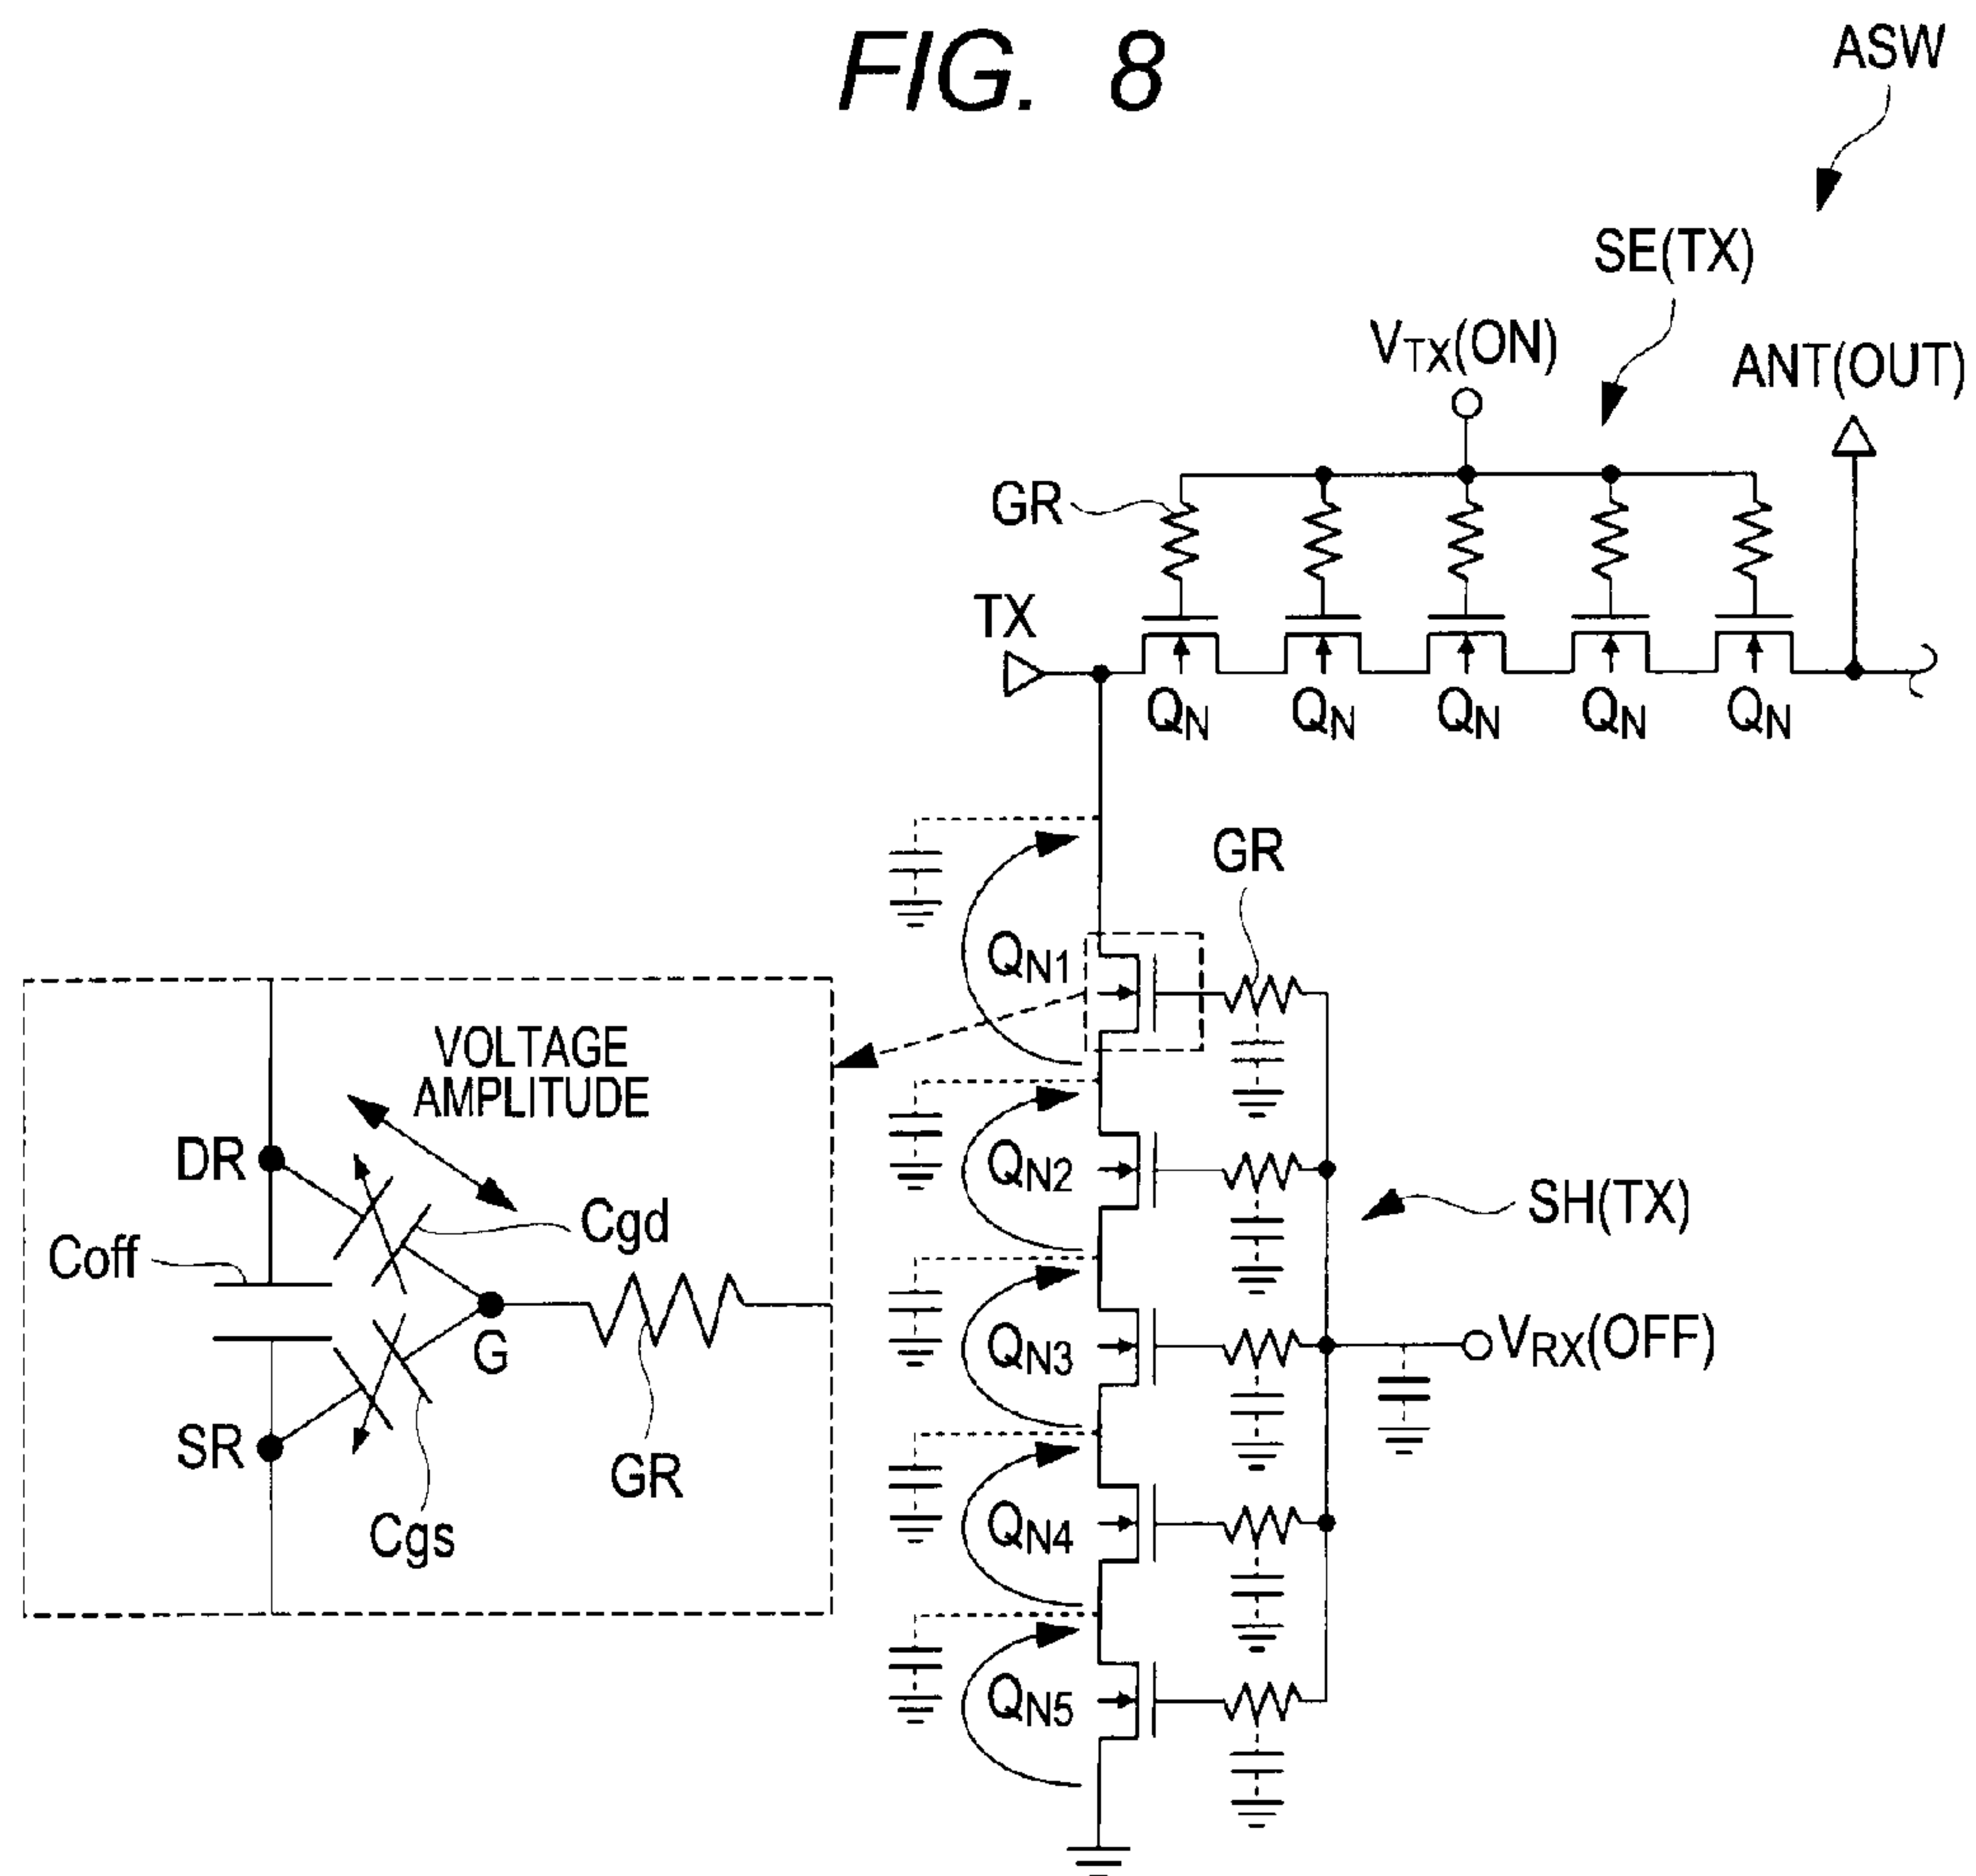 FIG. 8
ASW
SE(TX)
VTX(ON)
ANT(OUT)
GR
TX
QN QN QN QN QN
GR
QN1
VOLTAGE
AMPLITUDE
DR
QN2
Cgd
SH(TX)
Coff
G
QN3
VRX(OFF)
SR
GR
Cgs
QN4
QN5